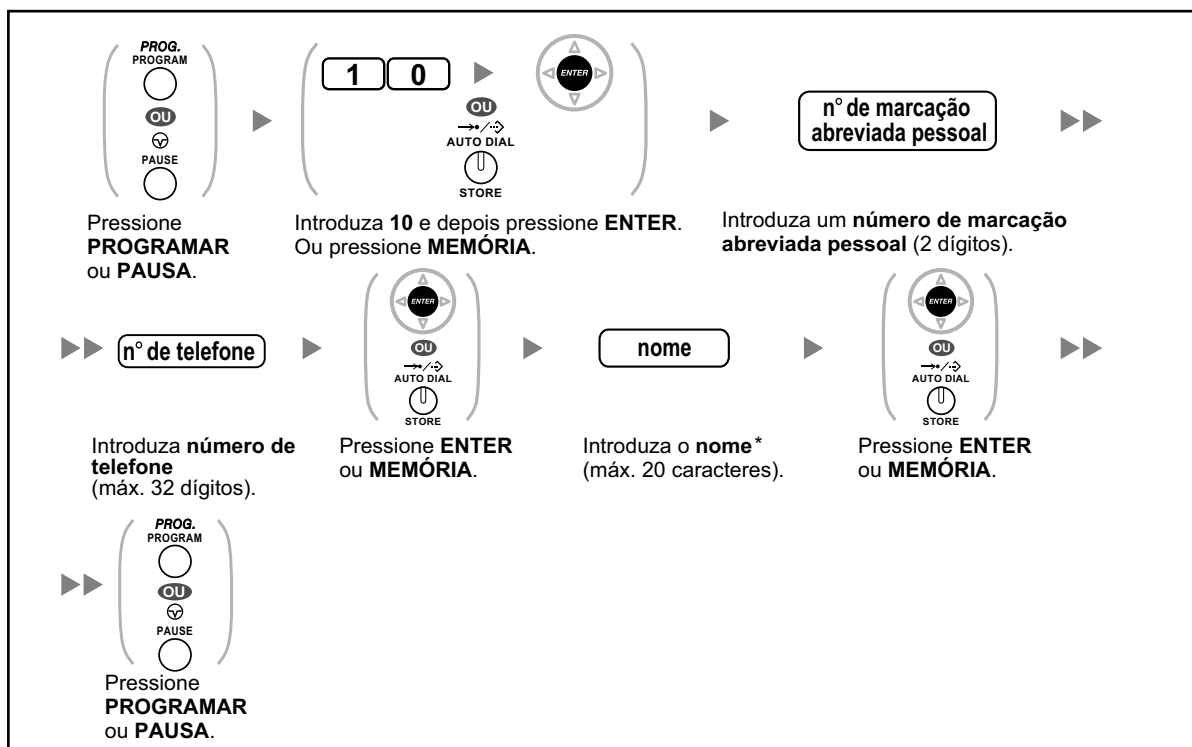 PROG.
PROGRAM
OU
PAUSE
Pressione
PROGRAMAR
ou PAUSA.
1 0
ENTER
OU
AUTO DIAL
STORE
Introduza 10 e depois pressione ENTER.
Ou pressione MEMÓRIA.
n° de marcação
abreviada pessoal
Introduza um número de marcação
abreviada pessoal (2 dígitos).
n° de telefone
Introduza número de
telefone
(máx. 32 dígitos).
ENTER
OU
AUTO DIAL
STORE
Pressione ENTER
ou MEMÓRIA.
nome
Introduza o nome*
(máx. 20 caracteres).
ENTER
OU
AUTO DIAL
STORE
Pressione ENTER
ou MEMÓRIA.
PROG.
PROGRAM
OU
PAUSE
Pressione
PROGRAMAR
ou PAUSA.